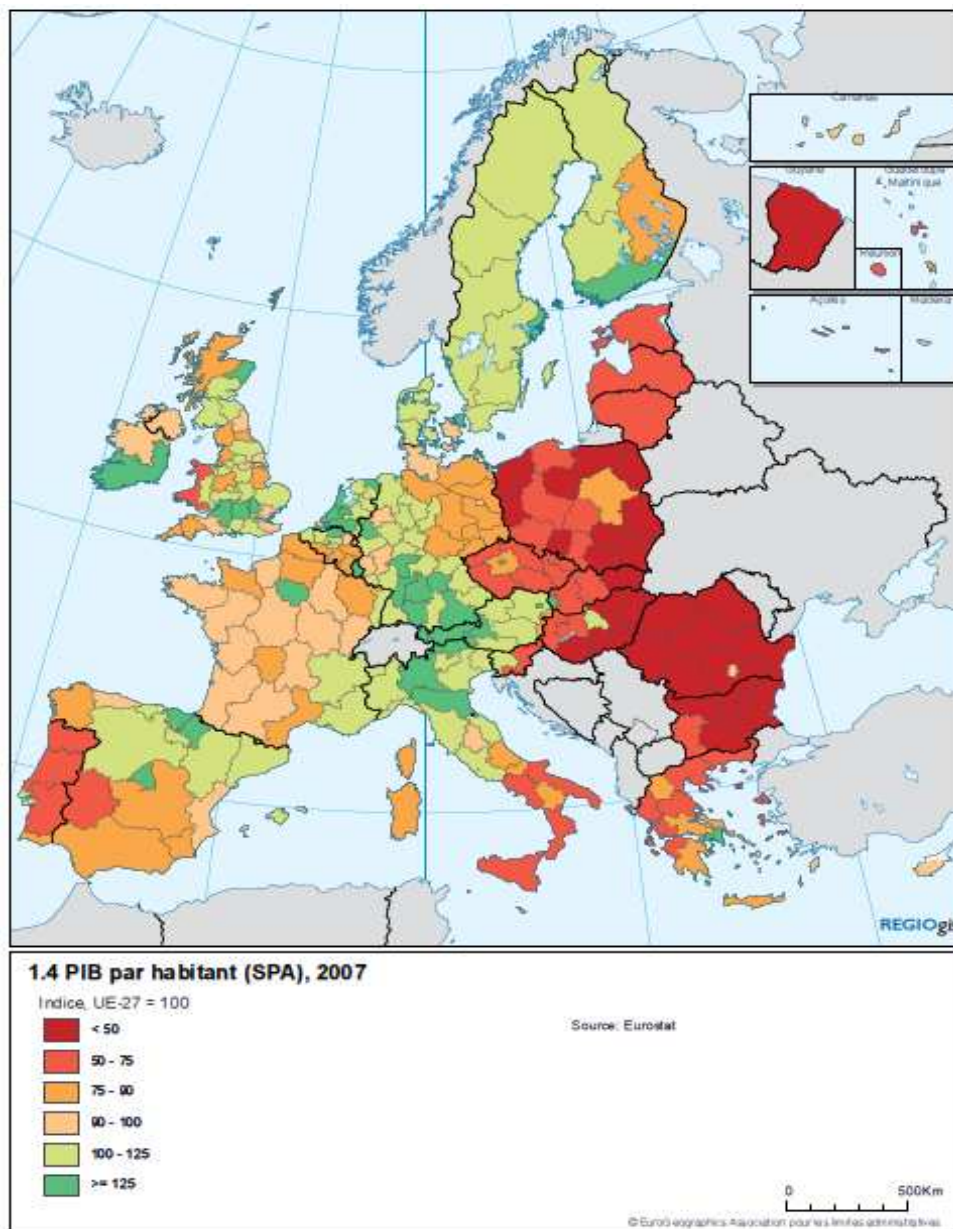 Canarias
Guyane
Guadeloupe
Martinique
Réunion
Açores
Madeira
REGIOgis
1.4 PIB par habitant (SPA), 2007
Indice, UE-27 = 100
< 50
50 - 75
75 - 90
90 - 100
100 - 125
>= 125
Source: Eurostat
0 500Km
© EuroGeographics Association pour les limites administratives